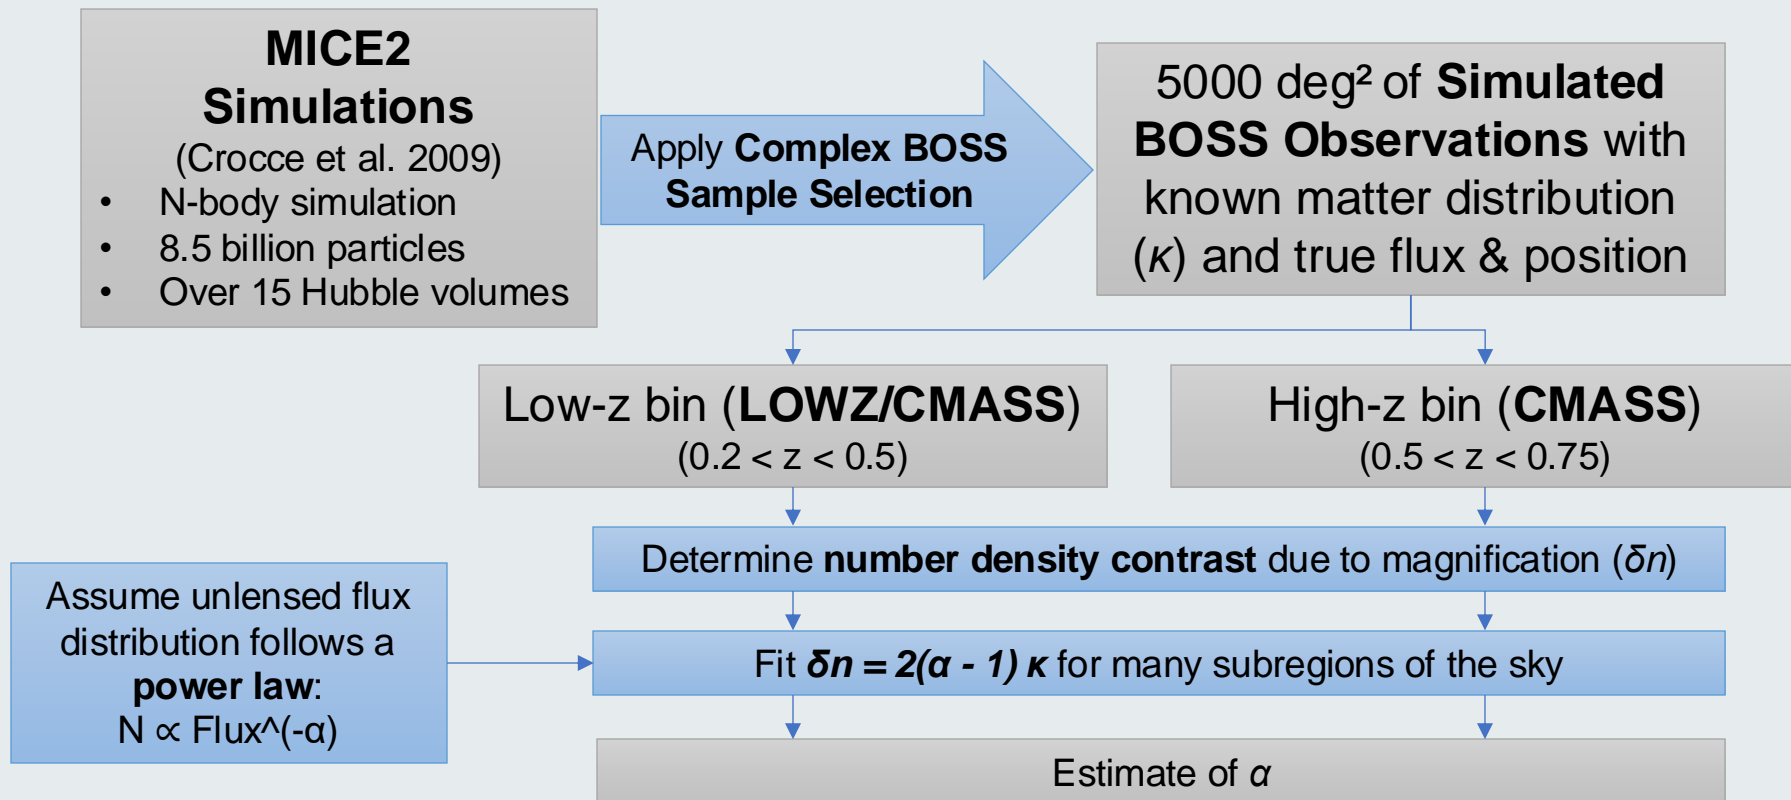 MICE2
Simulations
(Crocce et al. 2009)
• N-body simulation
• 8.5 billion particles
• Over 15 Hubble volumes
Apply Complex BOSS
Sample Selection
5000 deg² of Simulated
BOSS Observations with
known matter distribution
(κ) and true flux & position
Low-z bin (LOWZ/CMASS)
(0.2 < z < 0.5)
High-z bin (CMASS)
(0.5 < z < 0.75)
Determine number density contrast due to magnification (δn)
Assume unlensed flux
distribution follows a
power law:
N ∝ Flux^(-α)
Fit δn = 2(α - 1) κ for many subregions of the sky
Estimate of α